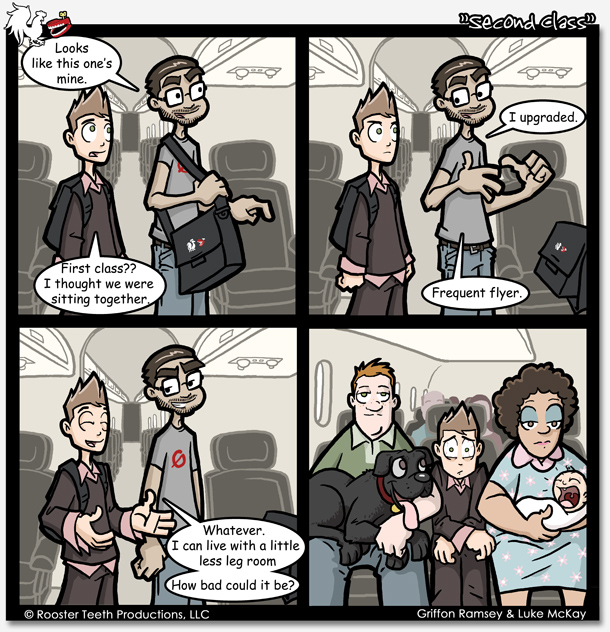 "second class"
Looks
like this one's
mine.
First class??
I thought we were
sitting together.
I upgraded.
Frequent flyer.
Whatever.
I can live with a little
less leg room
How bad could it be?
© Rooster Teeth Productions, LLC
Griffon Ramsey & Luke McKay